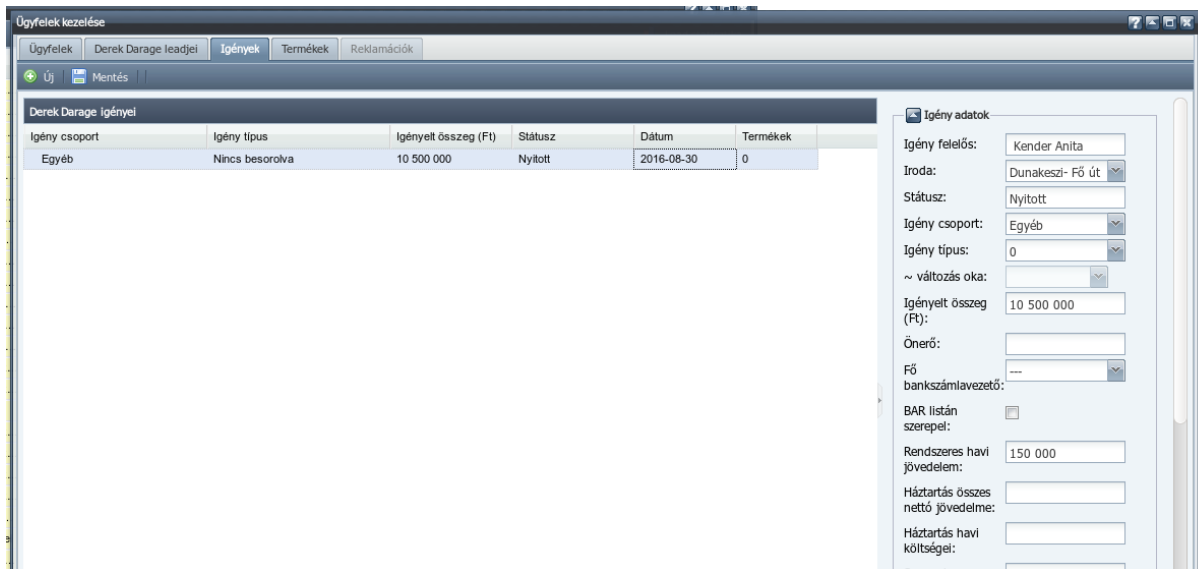 Ügyfelek kezelése
Ügyfelek Derek Darage leadjei Igények Termékek Reklamációk
Új Mentés
Derek Darage igényei
Igény csoport Igény típus Igényelt összeg (Ft) Státusz Dátum Termékek
Egyéb Nincs besorolva 10 500 000 Nyitott 2016-08-30 0
Igény adatok
Igény felelős: Kender Anita
Iroda: Dunakeszi- Fő út
Státusz: Nyitott
Igény csoport: Egyéb
Igény típus: 0
~ változás oka:
Igényelt összeg
(Ft): 10 500 000
Önerő:
Fő
bankszámlavezető: ---
BAR listán
szerepel:
Rendszeres havi
jövedelem: 150 000
Háztartás összes
nettó jövedelme:
Háztartás havi
költségei: